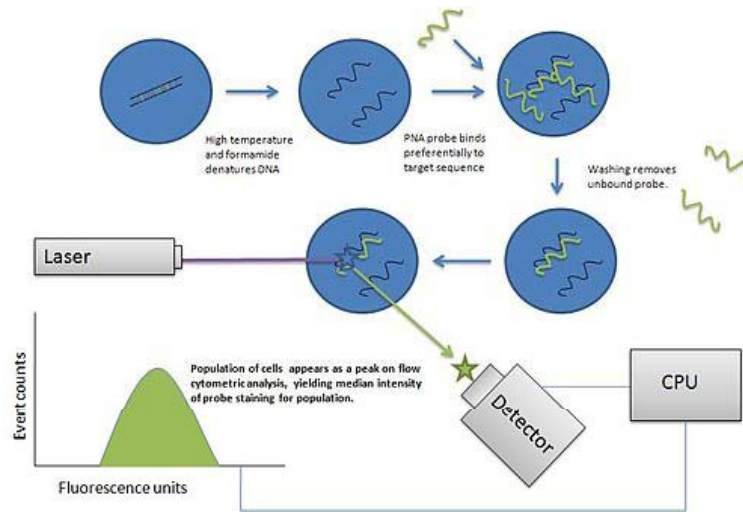 High temperature
and formamide
denatures DNA
PNA probe binds
preferentially to
target sequence
Washing removes
unbound probe.
Laser
Population of cells appears as a peak on flow
cytometric analysis, yielding median intensity
of probe staining for population.
Event counts
Fluorescence units
Detector
CPU